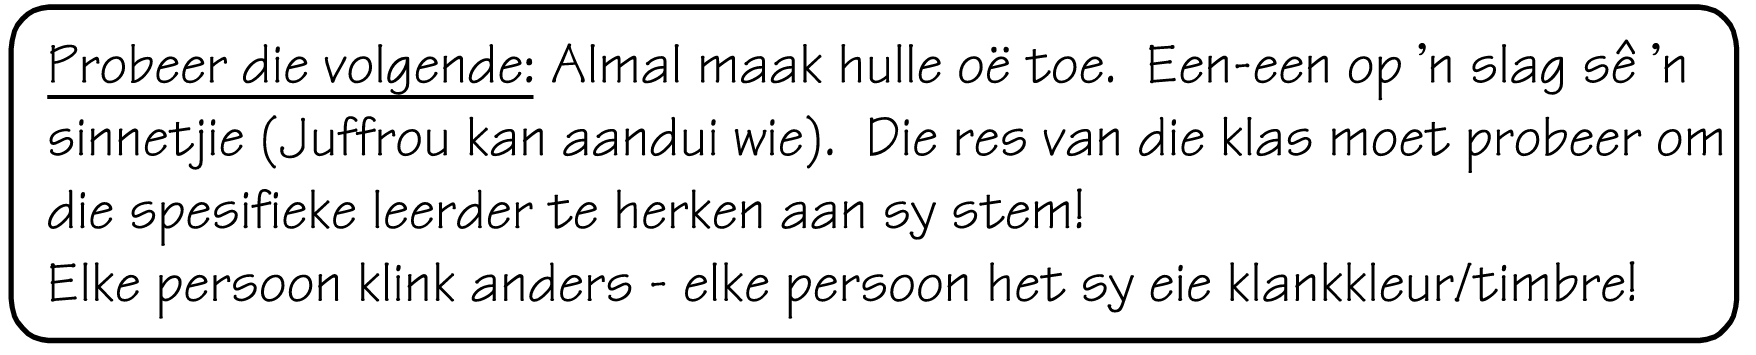 Probeer die volgende: Almal maak hulle oë toe.  Een-een op ’n slag sê ’n
sinnetjie (Juffrou kan aandui wie).  Die res van die klas moet probeer om
die spesifieke leerder te herken aan sy stem!
Elke persoon klink anders - elke persoon het sy eie klankkleur/timbre!